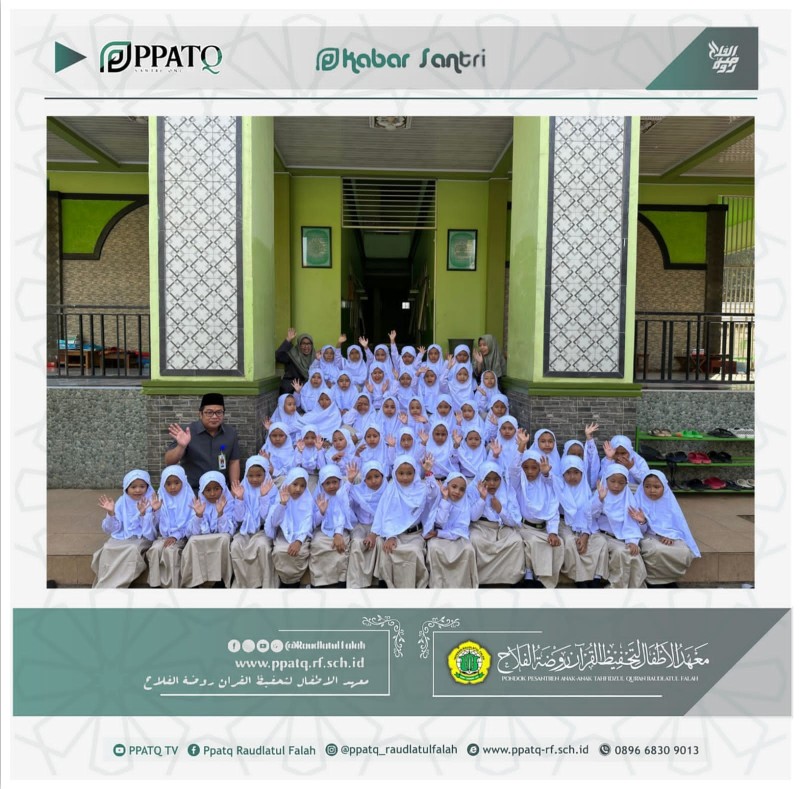 PPATQ
Kabar Santri
@Raudlatul Falah
www.ppatq.rf.sch.id
معهد الاطفال لتحفيظ القران روضة الفلاح
معهد الاطفال لتحفيظ القرآن روضة الفلاح
PONDOK PESANTREN ANAK-ANAK TAHFIDZUL QURAN RAUDLATUL FALAH
PPATQ TV Ppatq Raudlatul Falah @ppatq_raudlatulfalah www.ppatq-rf.sch.id 0896 6830 9013